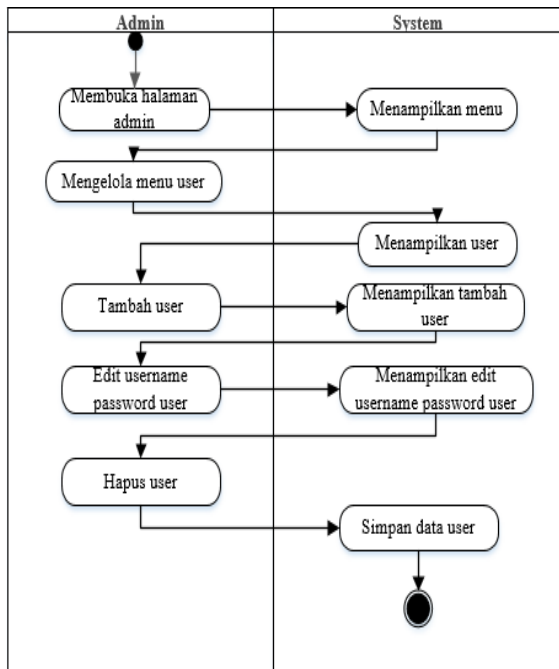 Admin
System
Membuka halaman
admin
Menampilkan menu
Mengelola menu user
Menampilkan user
Tambah user
Menampilkan tambah
user
Edit username
password user
Menampilkan edit
username password user
Hapus user
Simpan data user